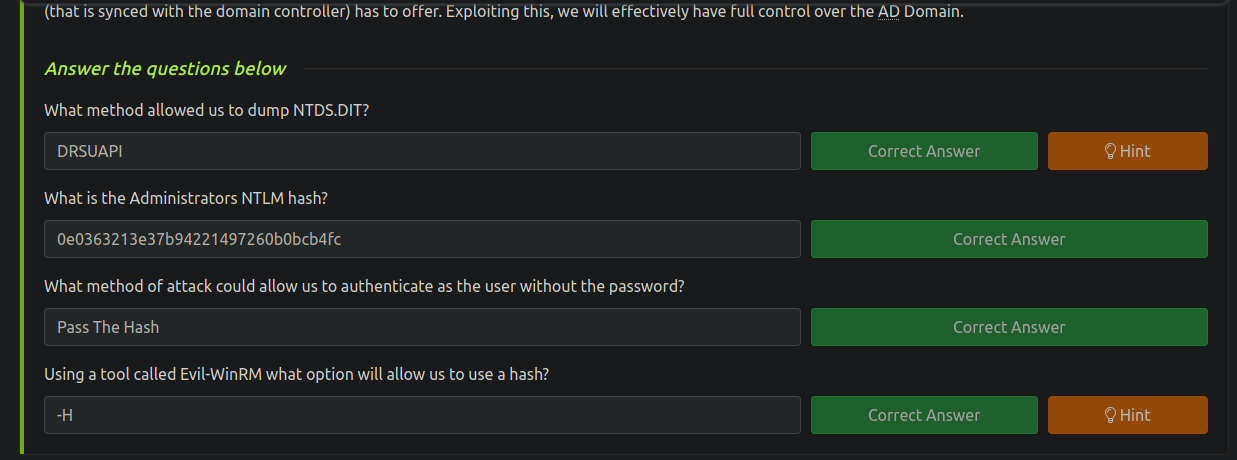 (that is synced with the domain controller) has to offer. Exploiting this, we will effectively have full control over the AD Domain.
Answer the questions below
What method allowed us to dump NTDS.DIT?
DRSUAPI
Correct Answer
Hint
What is the Administrators NTLM hash?
0e0363213e37b94221497260b0bcb4fc
Correct Answer
What method of attack could allow us to authenticate as the user without the password?
Pass The Hash
Correct Answer
Using a tool called Evil-WinRM what option will allow us to use a hash?
-H
Correct Answer
Hint